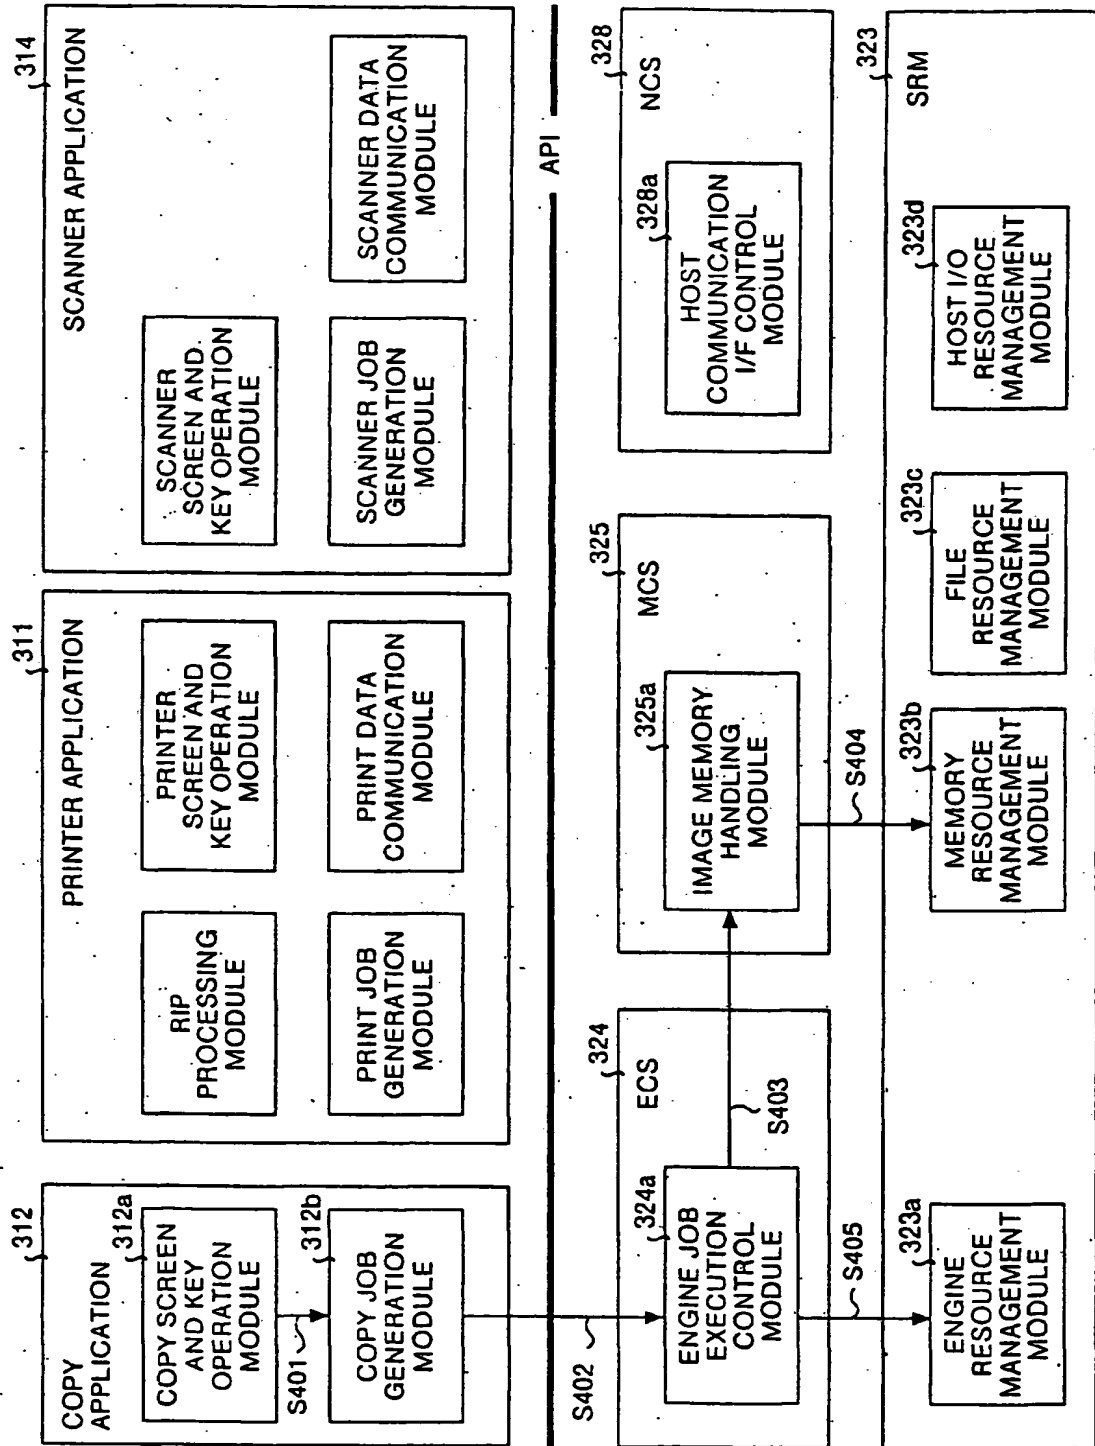 312
COPY
APPLICATION
312a
COPY SCREEN
AND KEY
OPERATION
MODULE
S401
312b
COPY JOB
GENERATION
MODULE
311
PRINTER APPLICATION
RIP
PROCESSING
MODULE
PRINTER
SCREEN AND
KEY OPERATION
MODULE
PRINT JOB
GENERATION
MODULE
PRINT DATA
COMMUNICATION
MODULE
314
SCANNER APPLICATION
SCANNER
SCREEN AND
KEY OPERATION
MODULE
SCANNER JOB
GENERATION
MODULE
SCANNER DATA
COMMUNICATION
MODULE
API
S402
324
ECS
324a
ENGINE JOB
EXECUTION
CONTROL
MODULE
S403
S405
325
MCS
325a
IMAGE MEMORY
HANDLING
MODULE
S404
328
NCS
328a
HOST
COMMUNICATION
I/F CONTROL
MODULE
323
SRM
323a
ENGINE
RESOURCE
MANAGEMENT
MODULE
323b
MEMORY
RESOURCE
MANAGEMENT
MODULE
323c
FILE
RESOURCE
MANAGEMENT
MODULE
323d
HOST I/O
RESOURCE
MANAGEMENT
MODULE